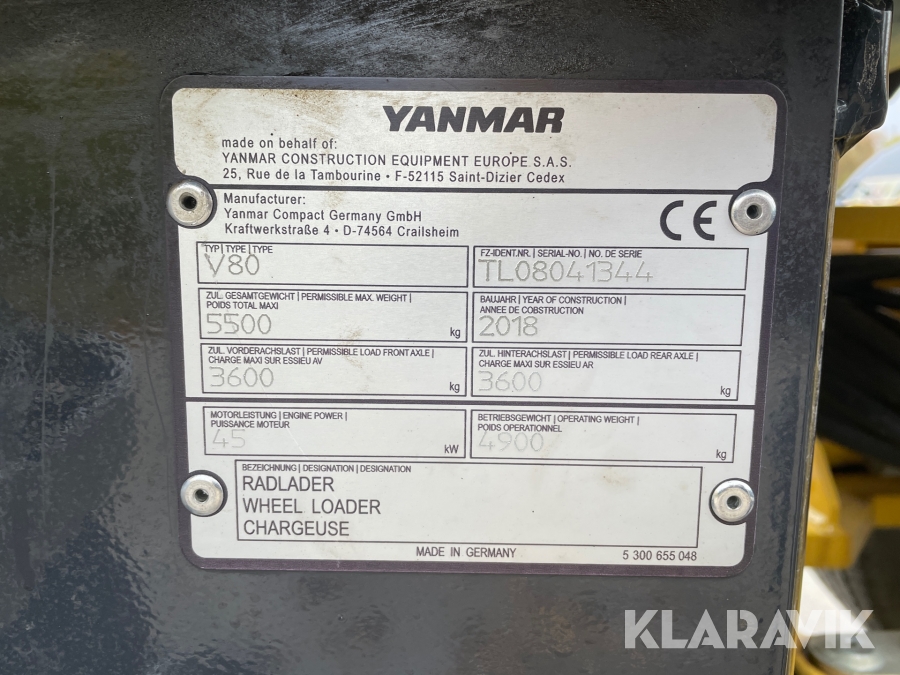 YANMAR
made on behalf of:
YANMAR CONSTRUCTION EQUIPMENT EUROPE S.A.S.
25, Rue de la Tambourine • F-52115 Saint-Dizier Cedex
Manufacturer:
Yanmar Compact Germany GmbH
Kraftwerkstraße 4 • D-74564 Crailsheim
CE
TYP | TYPE | TYPE
V80
FZ-IDENT.NR. | SERIAL-NO. | NO. DE SERIE
TL08041344
ZUL. GESAMTGEWICHT | PERMISSIBLE MAX. WEIGHT |
POIDS TOTAL MAXI
5500 kg
BAUJAHR | YEAR OF CONSTRUCTION |
ANNEE DE COBSTRUCTION
2018
ZUL. VORDERACHSLAST | PERMISSIBLE LOAD FRONT AXLE |
CHARGE MAXI SUR ESSIEU AV
3600 kg
ZUL. HINTERACHSLAST | PERMISSIBLE LOAD REAR AXLE |
CHARGE MAXI SUR ESSIEU AR
3600 kg
MOTORLEISTUNG | ENGINE POWER |
PUISSANCE MOTEUR
45 kW
BETRIEBSGEWICHT | OPERATING WEIGHT |
POIDS OPERATIONNEL
4900 kg
BEZEICHNUNG | DESIGNATION | DESIGNATION
RADLADER
WHEEL LOADER
CHARGEUSE
MADE IN GERMANY
5 300 655 048
KLARAVIK